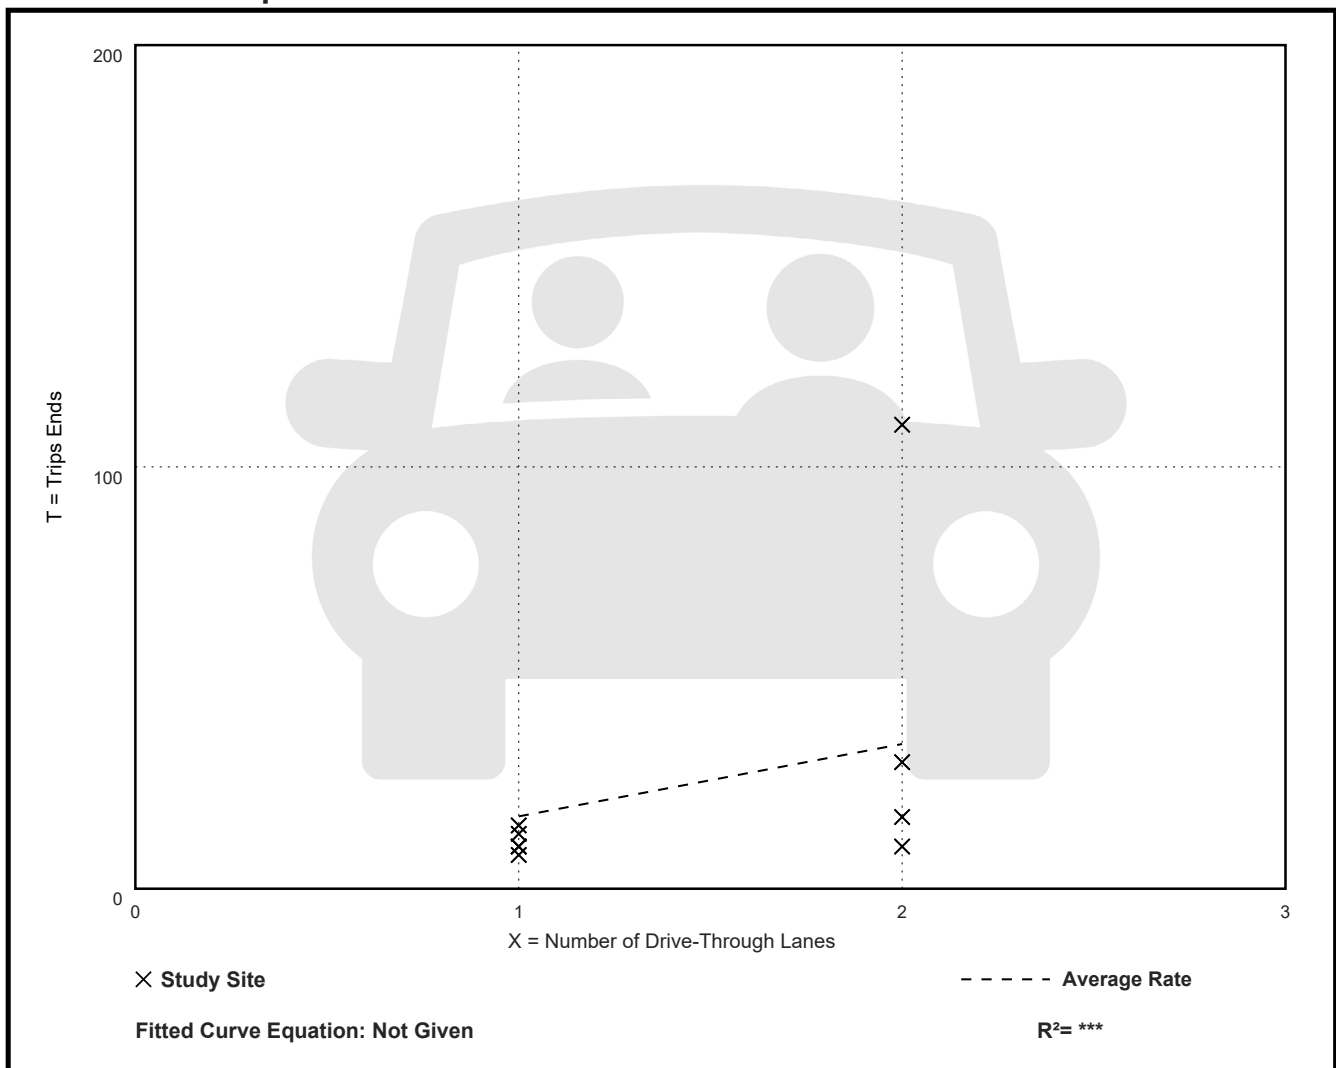 200
100
0
T = Trips Ends
0 1 2 3
X = Number of Drive-Through Lanes
Study Site
Average Rate
Fitted Curve Equation: Not Given
R²= ***